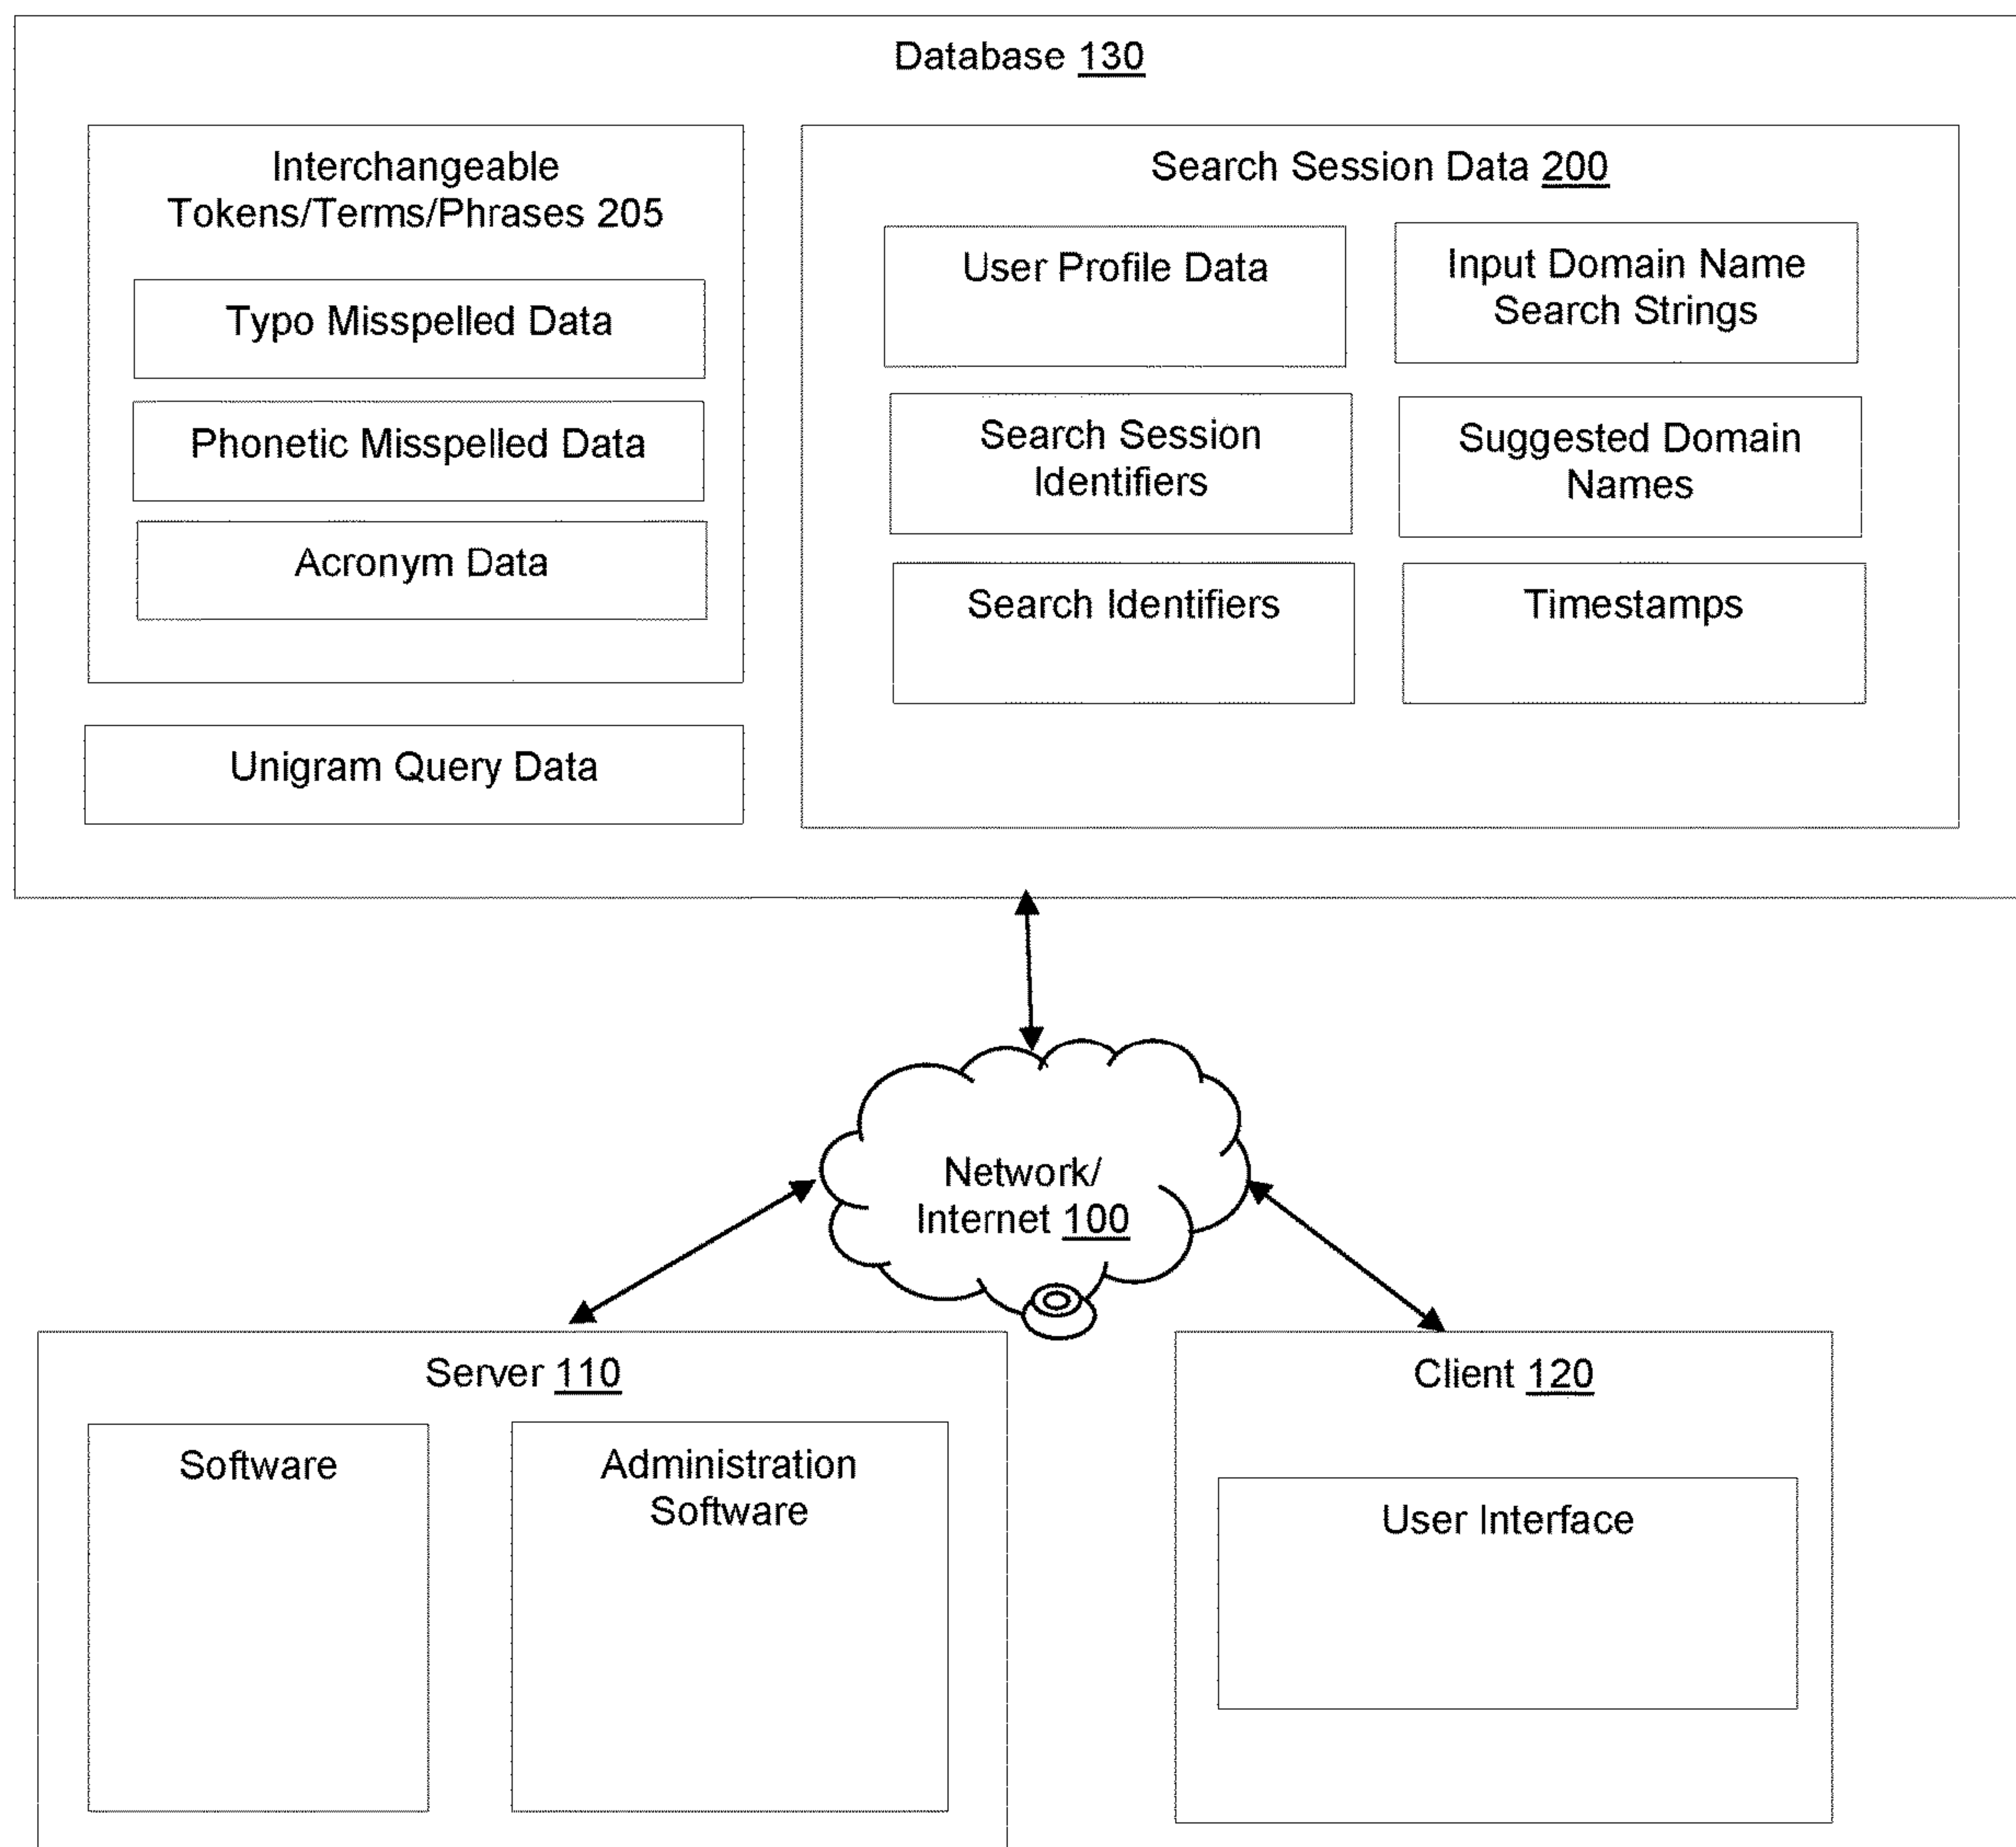 Database 130
Interchangeable
Tokens/Terms/Phrases 205
Typo Misspelled Data
Phonetic Misspelled Data
Acronym Data
Unigram Query Data
Search Session Data 200
User Profile Data
Input Domain Name
Search Strings
Search Session
Identifiers
Suggested Domain
Names
Search Identifiers
Timestamps
Network/
Internet 100
Server 110
Software
Administration
Software
Client 120
User Interface